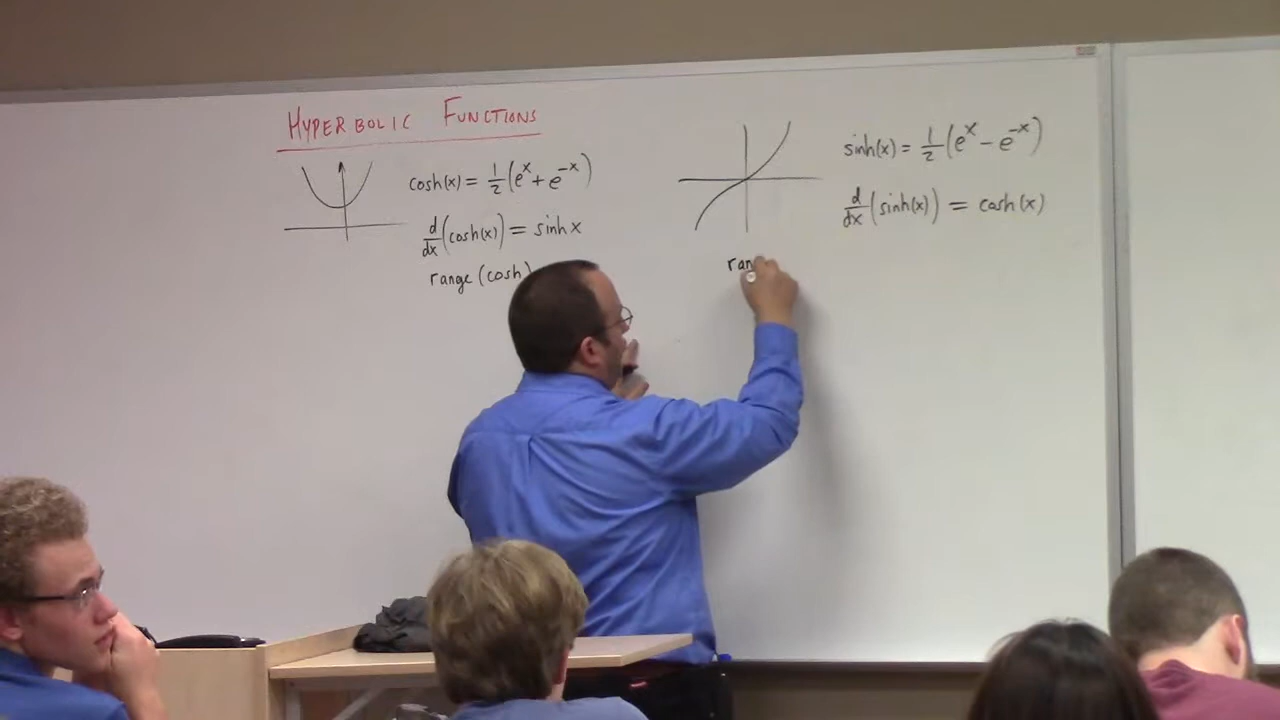 HYPERBOLIC FUNCTIONS
cosh(x) = 1/2 (e^x + e^-x)
d/dx (cosh(x)) = sinh x
range (cosh)
sinh(x) = 1/2 (e^x - e^-x)
d/dx (sinh(x)) = cosh(x)
ran